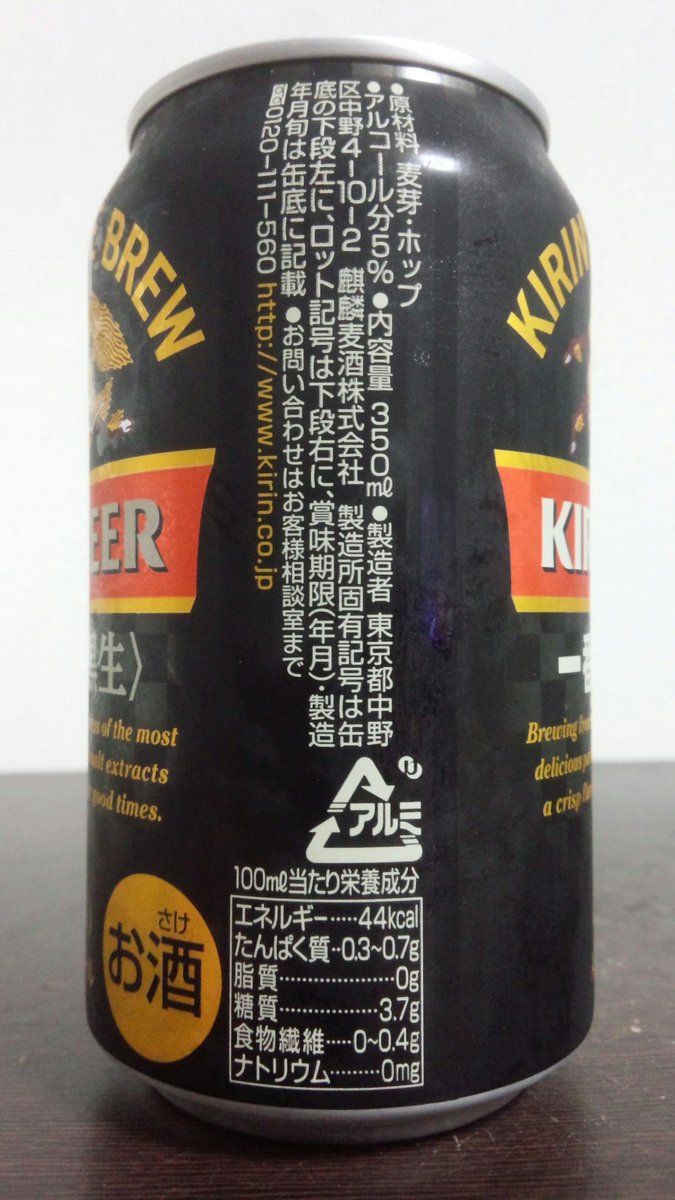 ●原材料 麦芽・ホップ
●アルコール分5% ●内容量 350ml ●製造者 東京都中野
区中野4-10-2 麒麟麦酒株式会社 製造所固有記号は缶
底の下段左に、ロット記号は下段右に、賞味期限(年月)・製造
年月旬は缶底に記載 ●お問い合わせはお客様相談室まで
0120-111-560 http://www.kirin.co.jp
アルミ
100ml当たり栄養成分
エネルギー……44kcal
たんぱく質‥0.3~0.7g
脂質………………0g
糖質………………3.7g
食物繊維……0~0.4g
ナトリウム………0mg
BREW
EER
黒生〉
of the most
malt extracts
good times.
さけ
お酒
KIRIN
KIR
一番
Brewing
delicious
a crisp